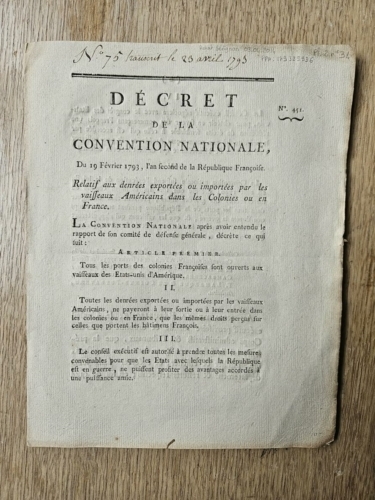 N.º 75 transcrit le 23 avril 1793
DÉCRET
N.º 451.
DE LA
CONVENTION NATIONALE,
Du 19 Février 1793, l'an second de la République Françoise.
Relatif aux denrées exportées ou importées par les
vaisseaux Américains dans les Colonies ou en
France.
LA CONVENTION NATIONALE après avoir entendu le
rapport de son comité de défense générale, décrète ce qui
suit:
ARTICLE PREMIER.
Tous les ports des colonies Françoises sont ouverts aux
vaisseaux des Etats-unis d'Amérique.
II.
Toutes les denrées exportées ou importées par les vaisseaux
Américains, ne payeront à leur sortie ou à leur entrée dans
les colonies ou en France, que les mêmes droits perçus sur
celles que portent les bâtimens François.
III.
Le conseil exécutif est autorisé à prendre toutes les mesures
convenables pour que les Etats avec lesquels la République
est en guerre, ne puissent profiter des avantages accordés à
une puissance amie.